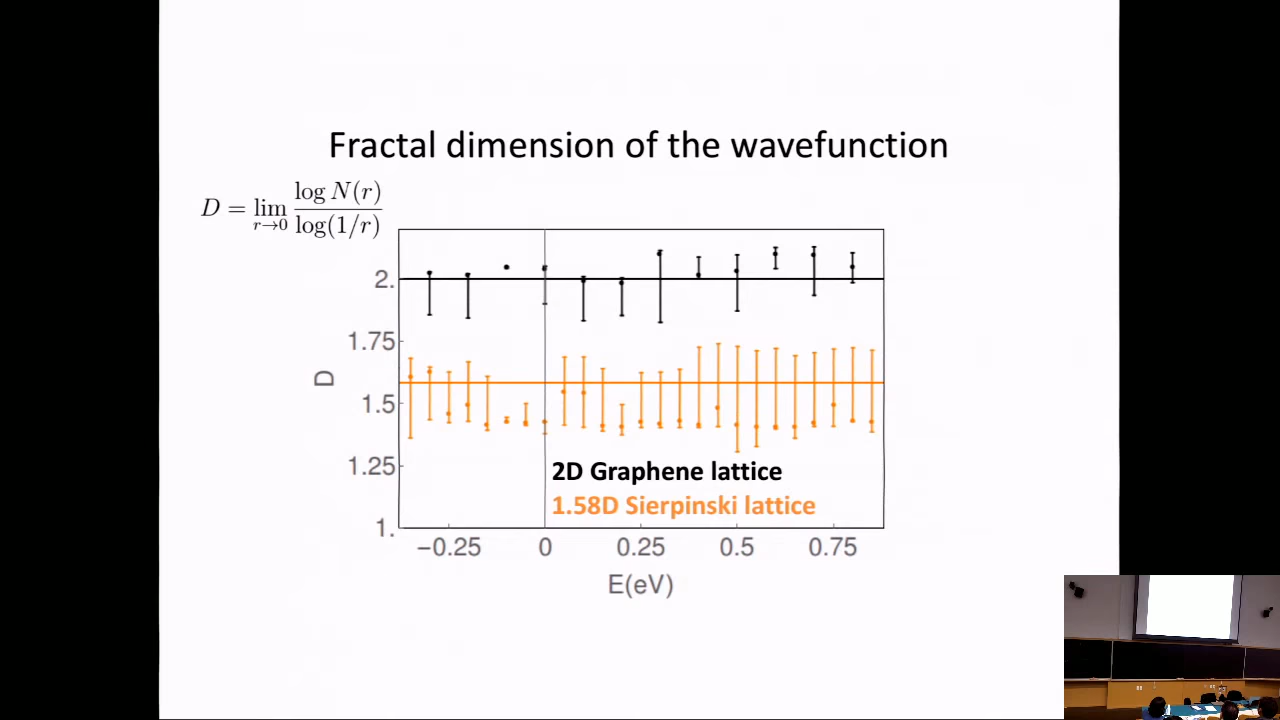 Fractal dimension of the wavefunction
D = lim r→0 log N(r) / log(1/r)
2.
1.75
1.5
1.25
1.
D
2D Graphene lattice
1.58D Sierpinski lattice
−0.25 0 0.25 0.5 0.75
E(eV)